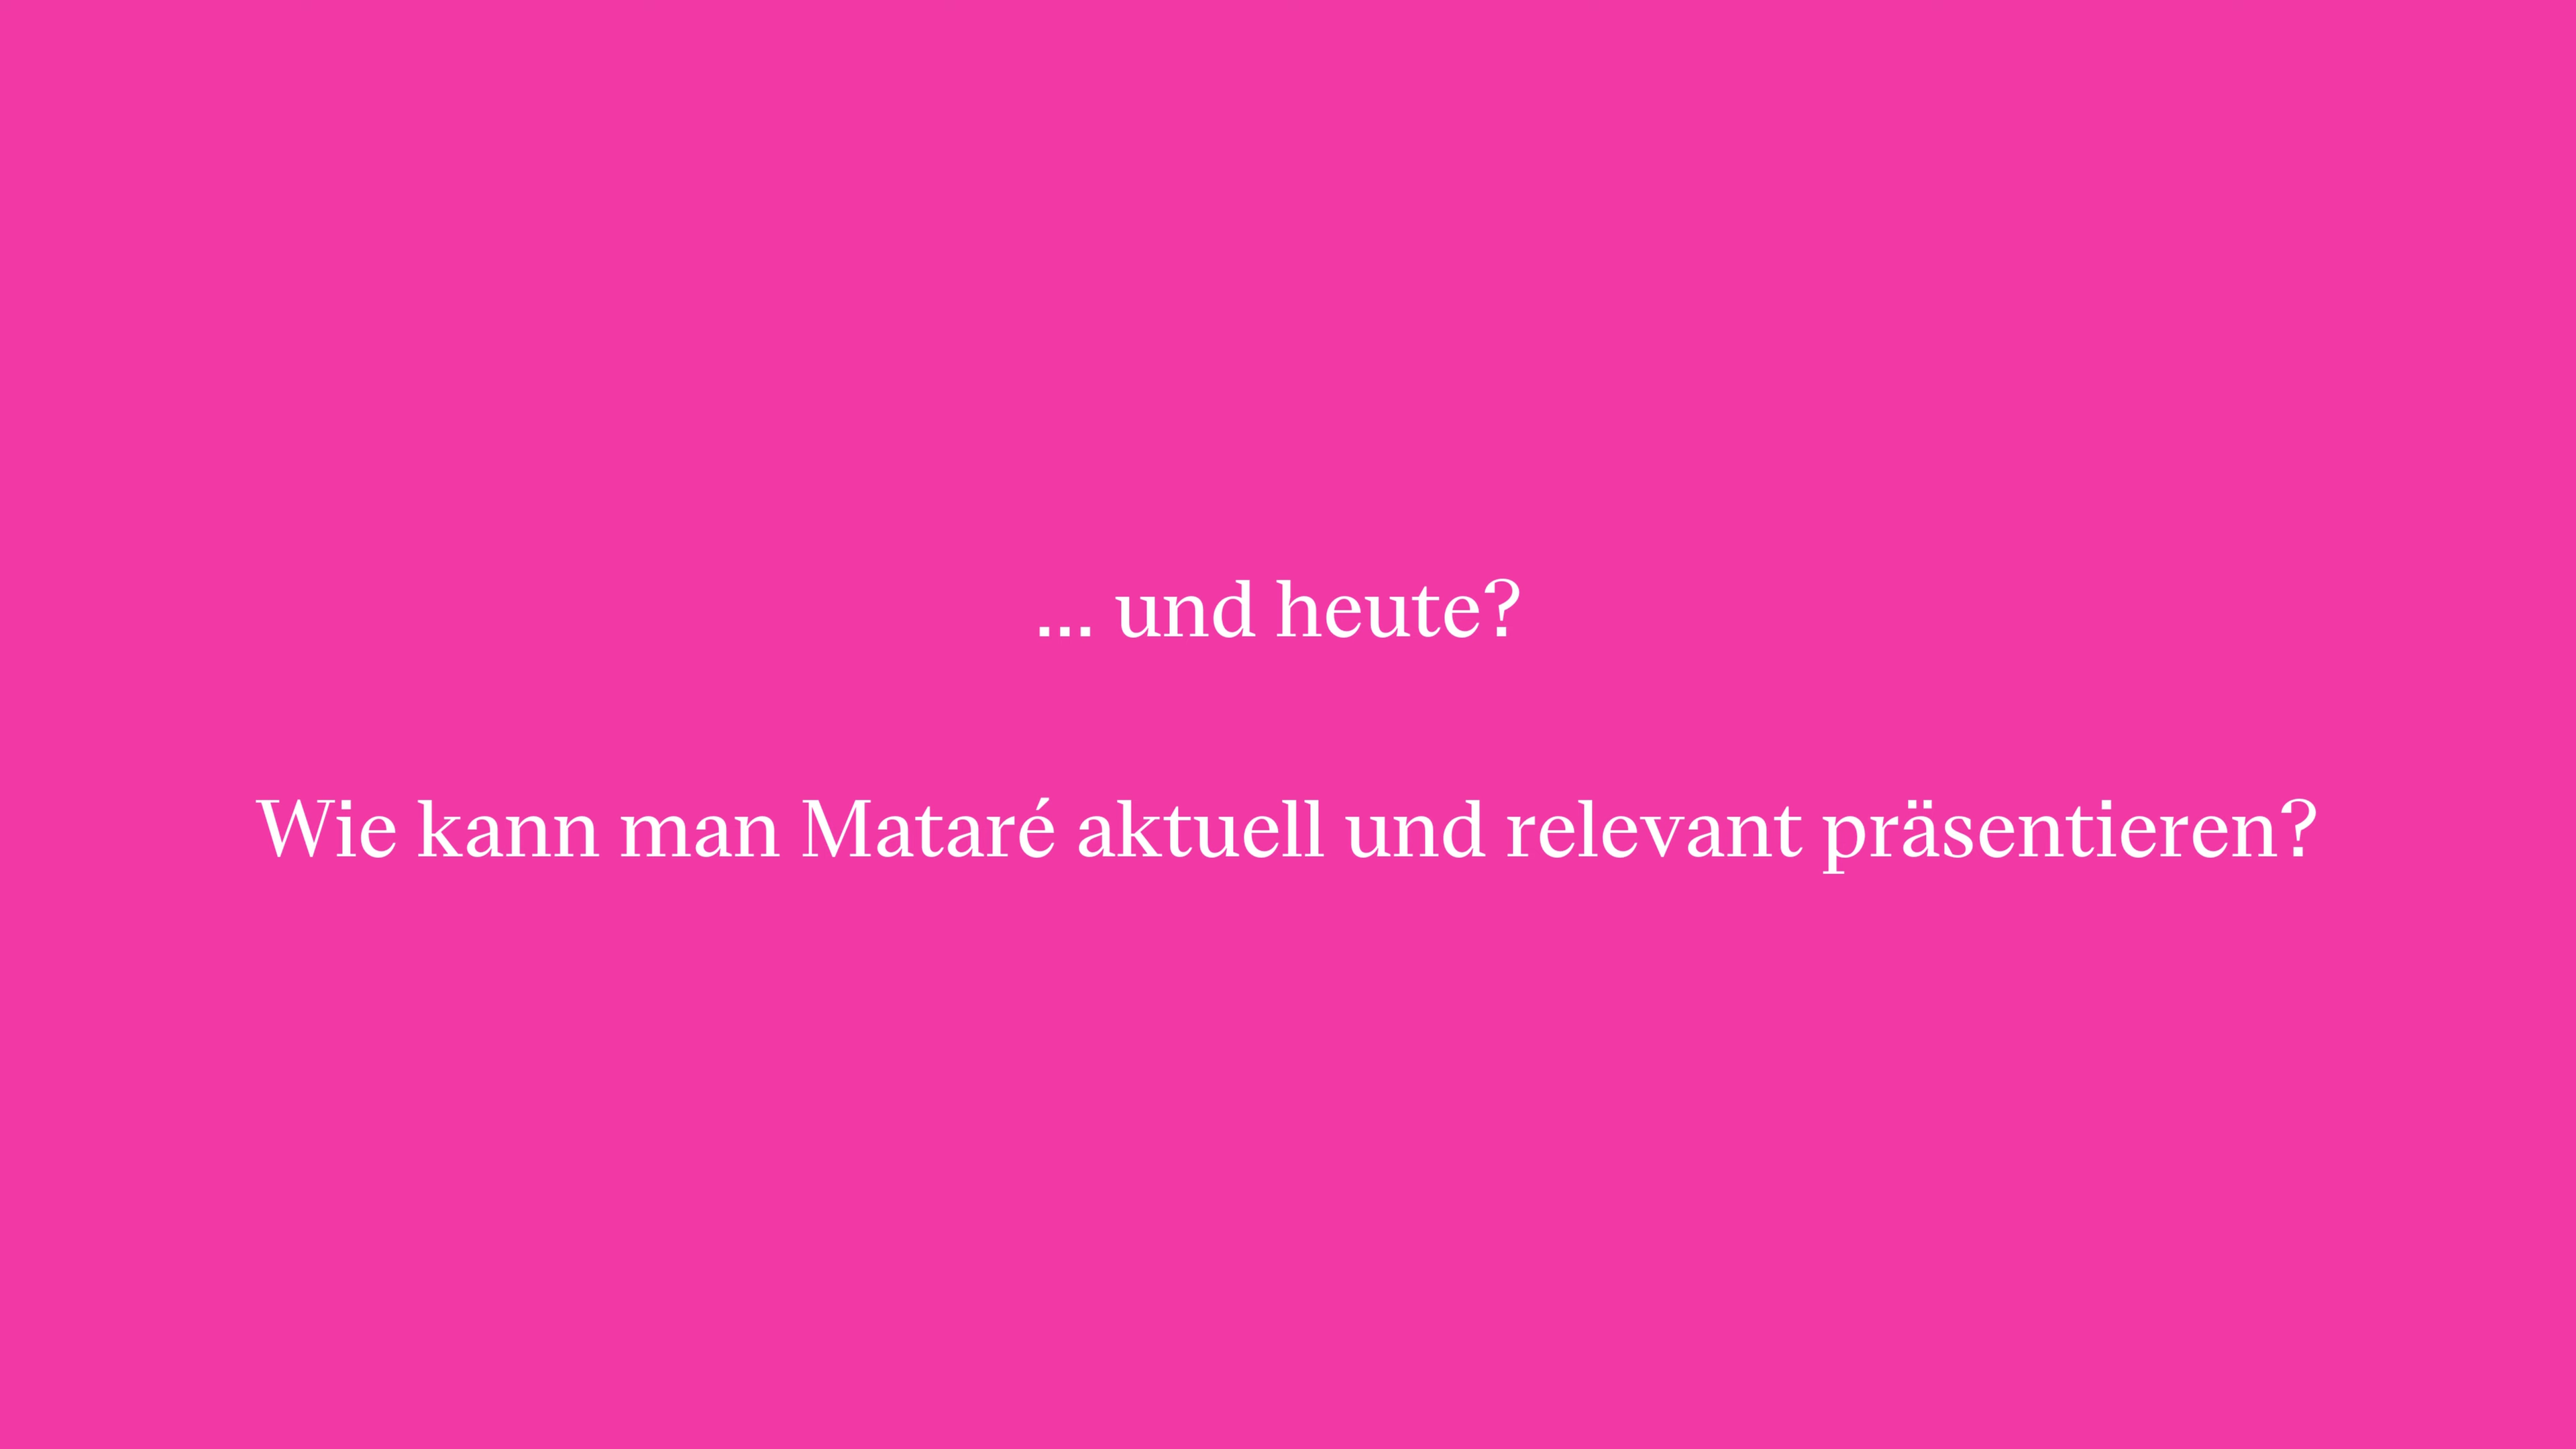 ... und heute?
Wie kann man Mataré aktuell und relevant präsentieren?